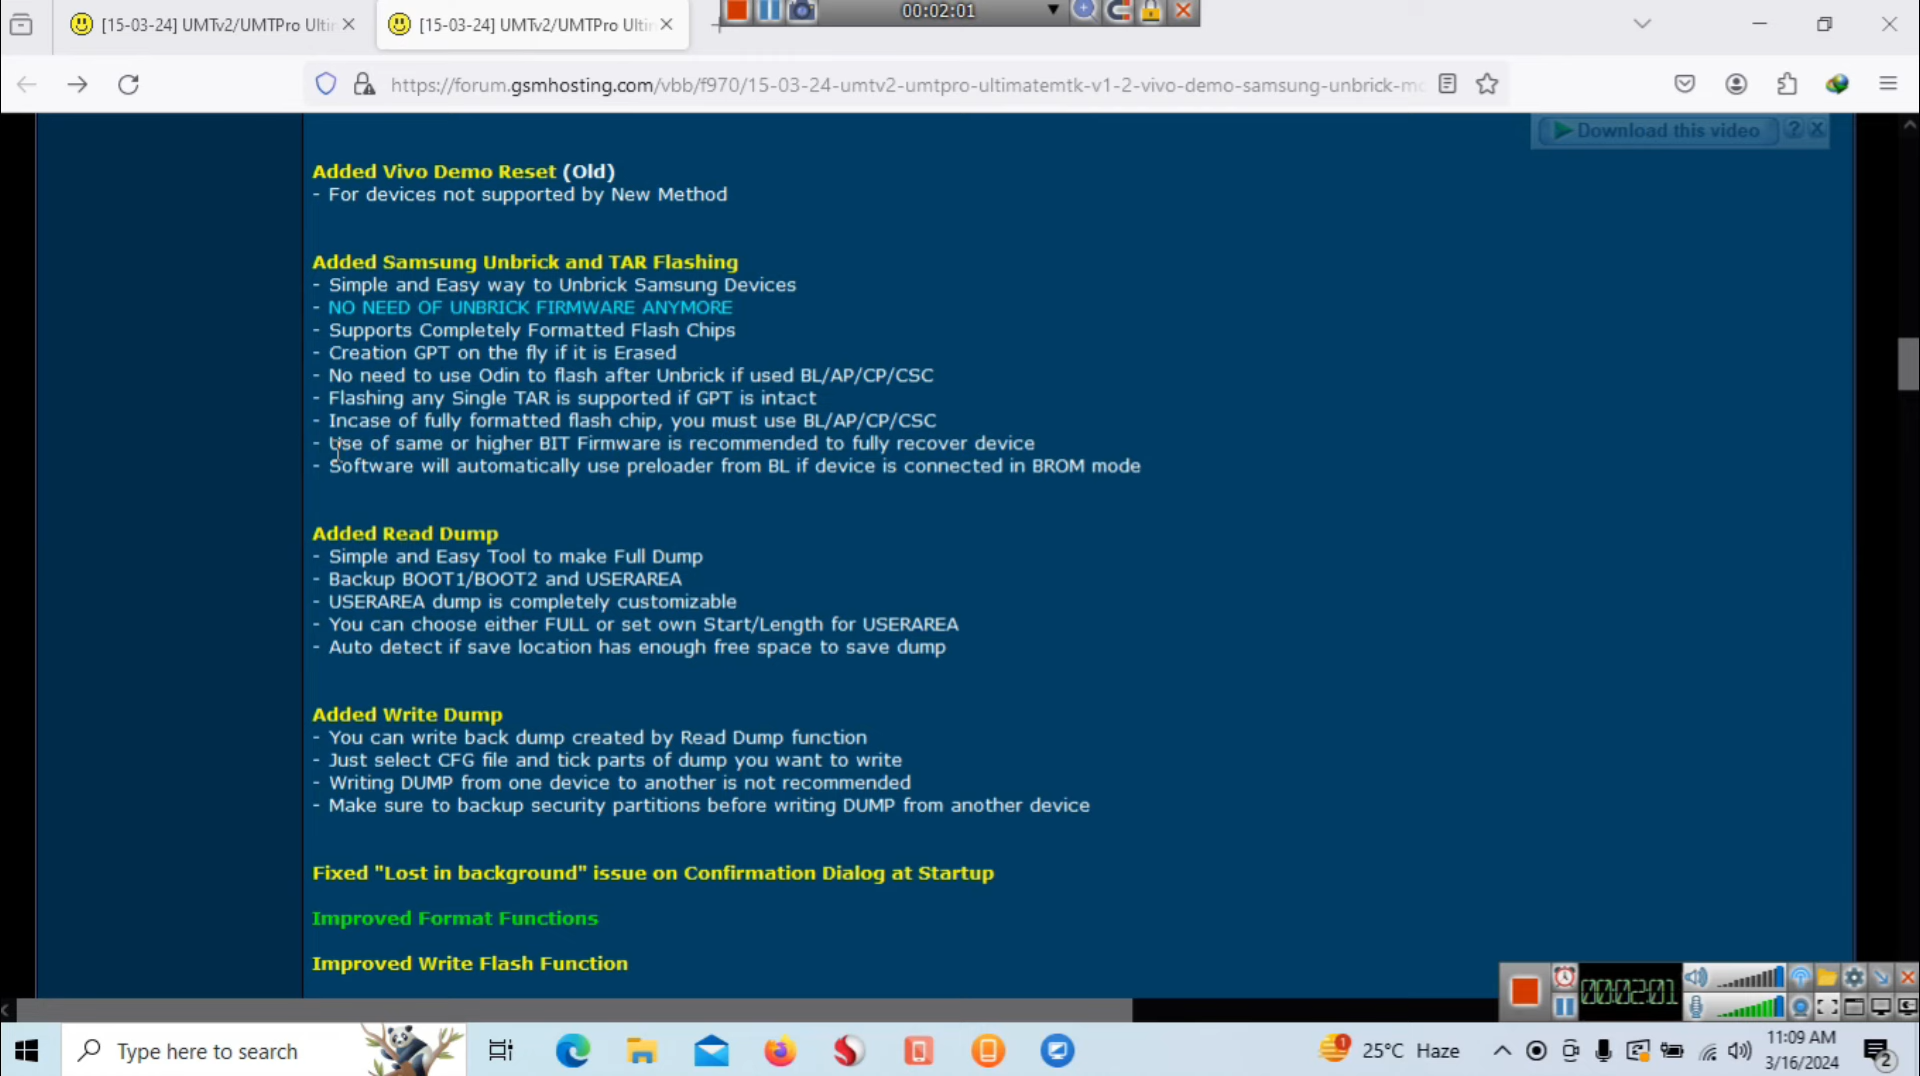 [15-03-24] UMTv2/UMTPro Ultim
[15-03-24] UMTv2/UMTPro Ultim
00:02:01
https://forum.gsmhosting.com/vbb/f970/15-03-24-umtv2-umtpro-ultimatemtk-v1-2-vivo-demo-samsung-unbrick-mo
Download this video ? X
Added Vivo Demo Reset (Old)
- For devices not supported by New Method
Added Samsung Unbrick and TAR Flashing
- Simple and Easy way to Unbrick Samsung Devices
- NO NEED OF UNBRICK FIRMWARE ANYMORE
- Supports Completely Formatted Flash Chips
- Creation GPT on the fly if it is Erased
- No need to use Odin to flash after Unbrick if used BL/AP/CP/CSC
- Flashing any Single TAR is supported if GPT is intact
- Incase of fully formatted flash chip, you must use BL/AP/CP/CSC
- Use of same or higher BIT Firmware is recommended to fully recover device
- Software will automatically use preloader from BL if device is connected in BROM mode
Added Read Dump
- Simple and Easy Tool to make Full Dump
- Backup BOOT1/BOOT2 and USERAREA
- USERAREA dump is completely customizable
- You can choose either FULL or set own Start/Length for USERAREA
- Auto detect if save location has enough free space to save dump
Added Write Dump
- You can write back dump created by Read Dump function
- Just select CFG file and tick parts of dump you want to write
- Writing DUMP from one device to another is not recommended
- Make sure to backup security partitions before writing DUMP from another device
Fixed "Lost in background" issue on Confirmation Dialog at Startup
Improved Format Functions
Improved Write Flash Function
00:02:01
Type here to search
1
25°C Haze
11:09 AM
3/16/2024
2